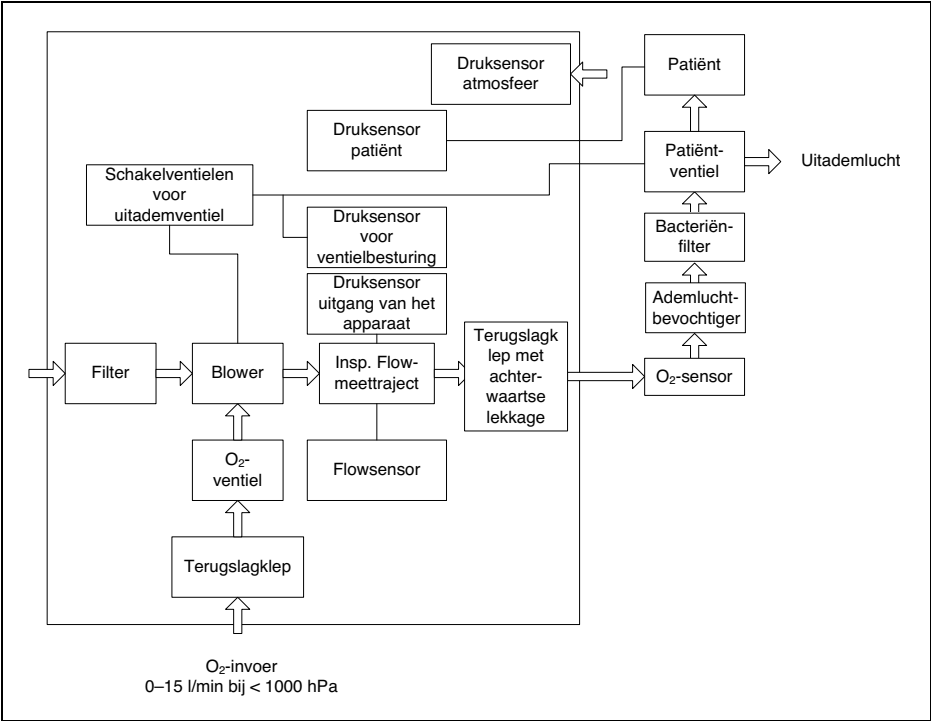 Druksensor
atmosfeer
Patiënt
Druksensor
patiënt
Patiënt-
ventiel
Uitademlucht
Schakelventielen
voor
uitademventiel
Druksensor
voor
ventielbesturing
Bacteriën-
filter
Druksensor
uitgang van het
apparaat
Ademlucht-
bevochtiger
Filter
Blower
Insp. Flow-
meettraject
Terugslagk
lep met
achter-
waartse
lekkage
O₂-sensor
O₂-
ventiel
Flowsensor
Terugslagklep
O₂-invoer
0–15 l/min bij < 1000 hPa